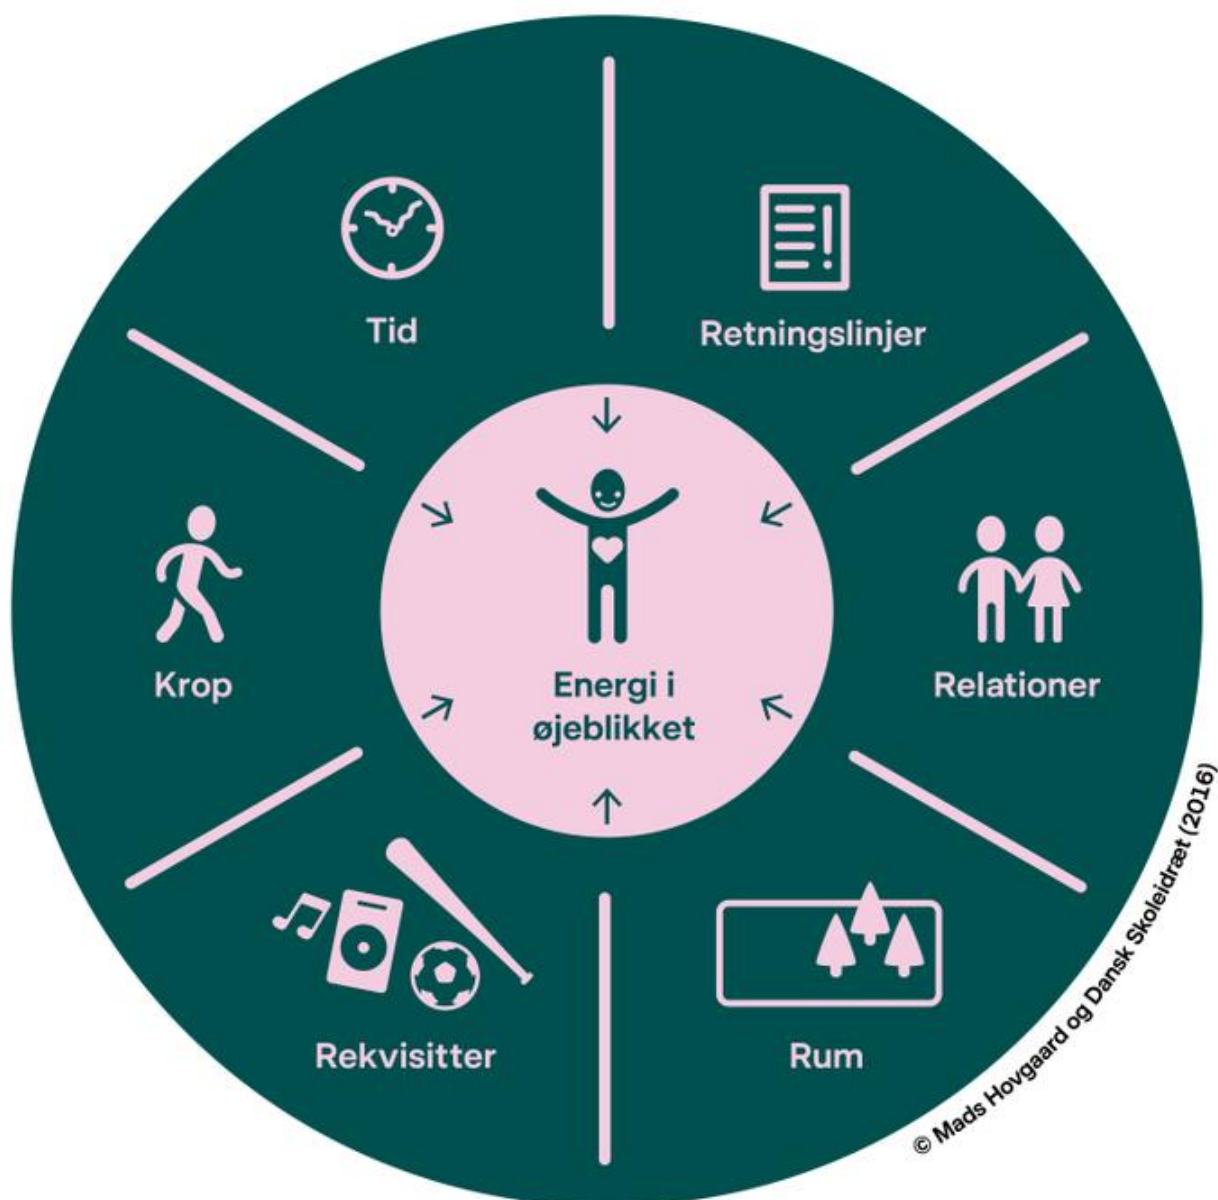 Tid
Retningslinjer
Krop
Energi i
øjeblikket
Relationer
Rekvisitter
Rum
© Mads Hovgaard og Dansk Skoleidræt (2016)